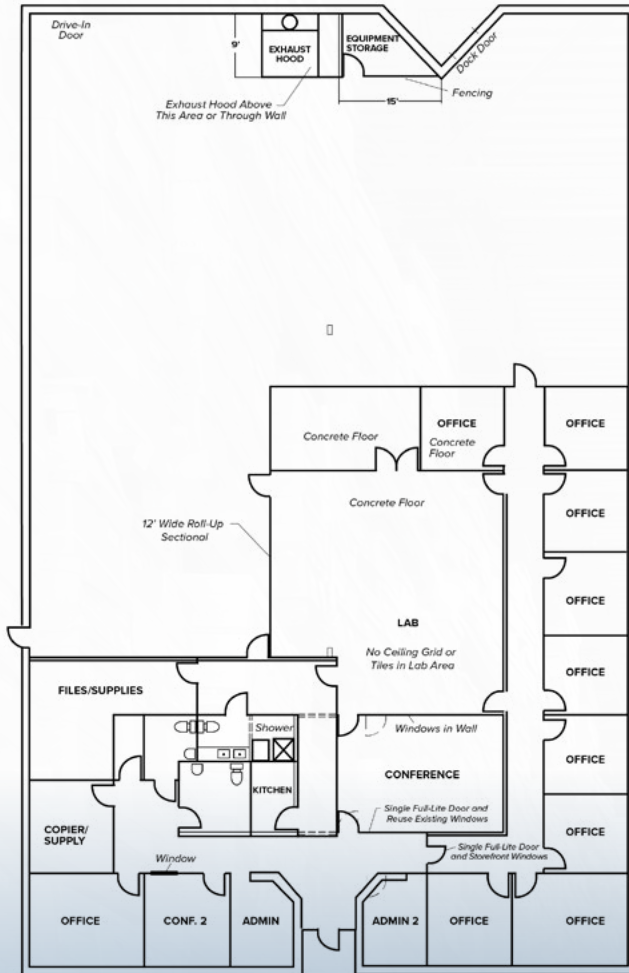 Drive-In
Door
9'
EXHAUST
HOOD
EQUIPMENT
STORAGE
Dock Door
Exhaust Hood Above
This Area or Through Wall
15'
Fencing
Concrete Floor
OFFICE
Concrete
Floor
OFFICE
Concrete Floor
OFFICE
12' Wide Roll-Up
Sectional
OFFICE
LAB
No Ceiling Grid or
Tiles in Lab Area
OFFICE
FILES/SUPPLIES
Shower
Windows in Wall
OFFICE
CONFERENCE
KITCHEN
Single Full-Lite Door and
Reuse Existing Windows
COPIER/
SUPPLY
OFFICE
Window
Single Full-Lite Door
and Storefront Windows
OFFICE
CONF. 2
ADMIN
ADMIN 2
OFFICE
OFFICE